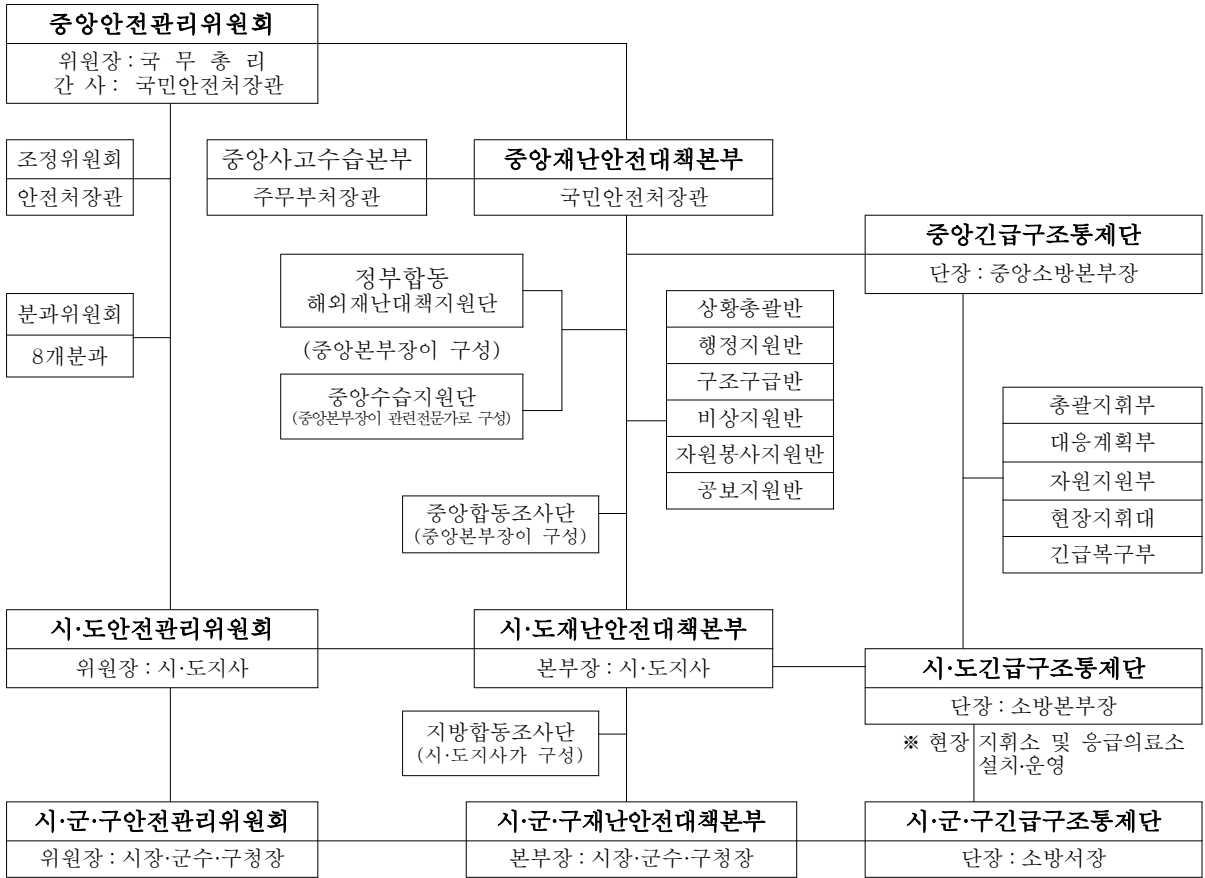 중앙안전관리위원회
위원장 : 국 무 총 리
간 사 : 국민안전처장관
조정위원회
안전처장관
중앙사고수습본부
주무부처장관
중앙재난안전대책본부
국민안전처장관
중앙긴급구조통제단
단장 : 중앙소방본부장
정부합동
해외재난대책지원단
(중앙본부장이 구성)
중앙수습지원단
(중앙본부장이 관련전문가로 구성)
분과위원회
8개분과
상황총괄반
행정지원반
구조구급반
비상지원반
자원봉사지원반
공보지원반
총괄지휘부
대응계획부
자원지원부
현장지휘대
긴급복구부
중앙합동조사단
(중앙본부장이 구성)
시·도안전관리위원회
위원장 : 시·도지사
시·도재난안전대책본부
본부장 : 시·도지사
시·도긴급구조통제단
단장 : 소방본부장
※ 현장 지휘소 및 응급의료소
설치·운영
지방합동조사단
(시·도지사가 구성)
시·군·구안전관리위원회
위원장 : 시장·군수·구청장
시·군·구재난안전대책본부
본부장 : 시장·군수·구청장
시·군·구긴급구조통제단
단장 : 소방서장